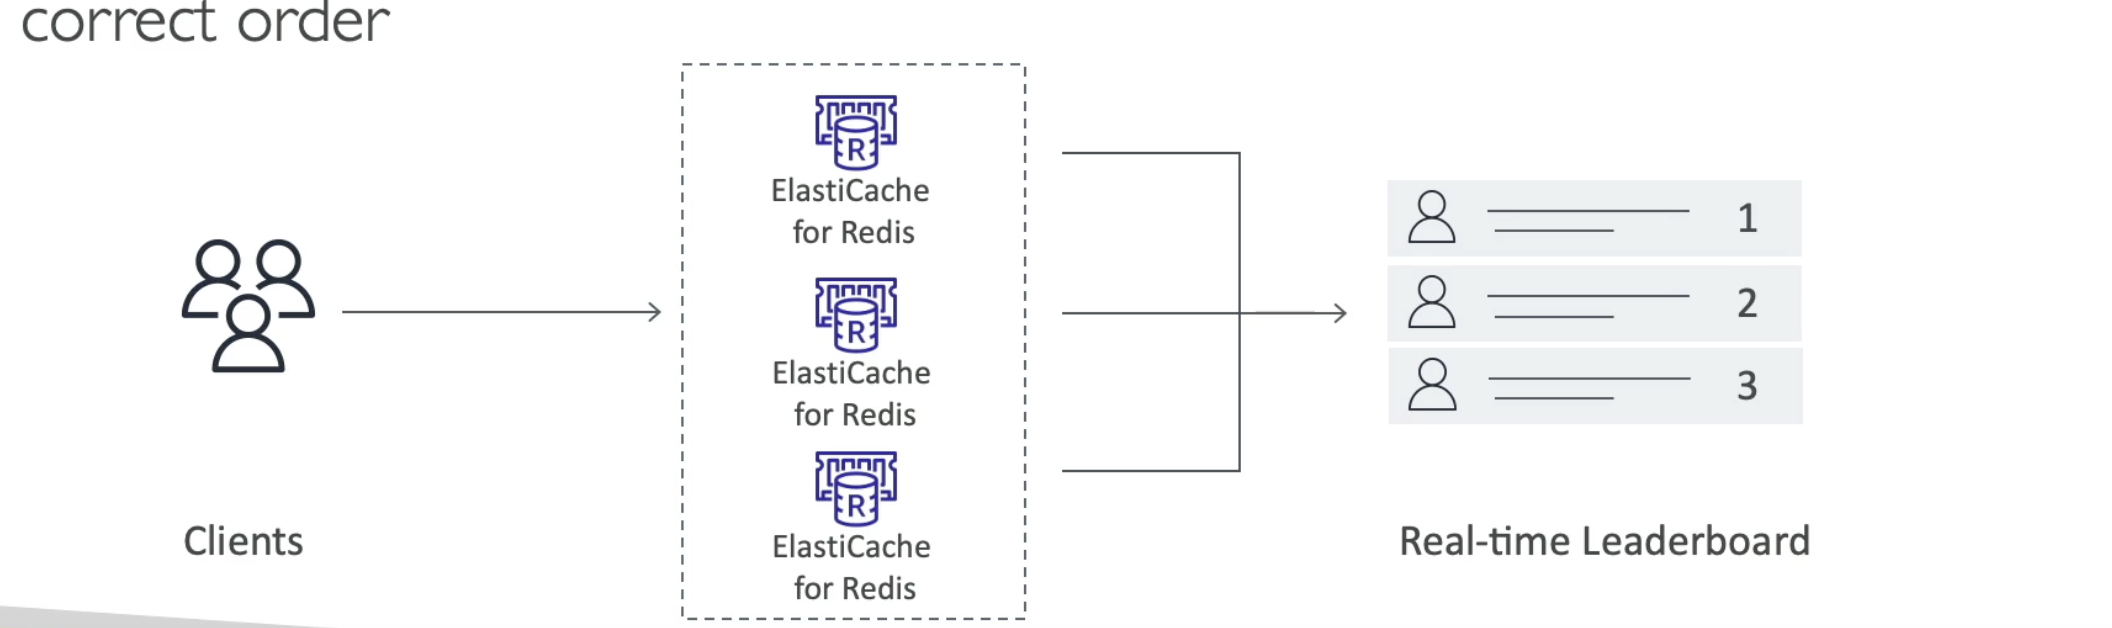 correct order
R
ElastiCache
for Redis
R
ElastiCache
for Redis
R
ElastiCache
for Redis
Clients
1
2
3
Real-time Leaderboard